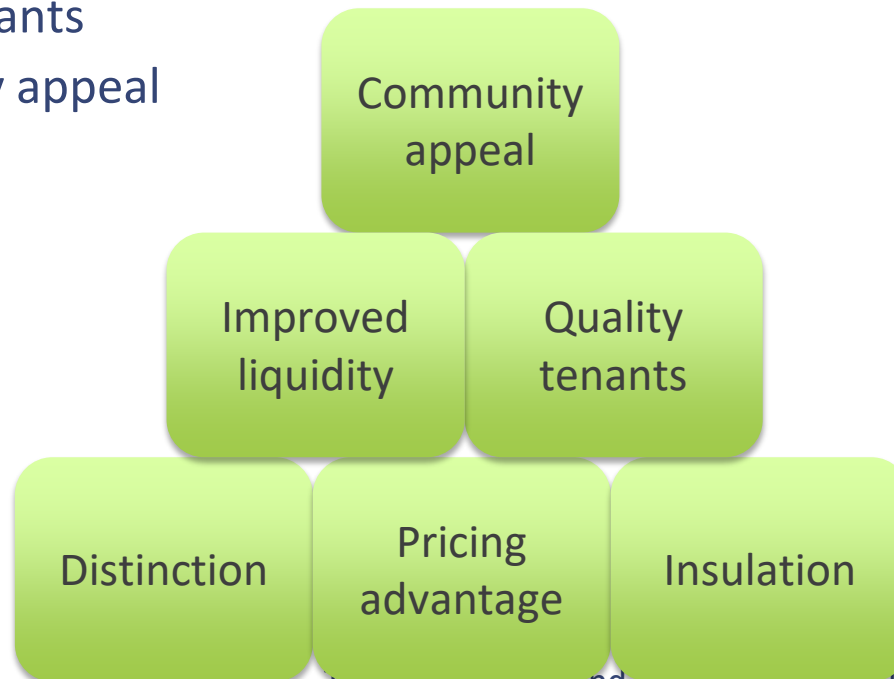 ants
appeal
Community
appeal
Improved
liquidity
Quality
tenants
Distinction
Pricing
advantage
Insulation